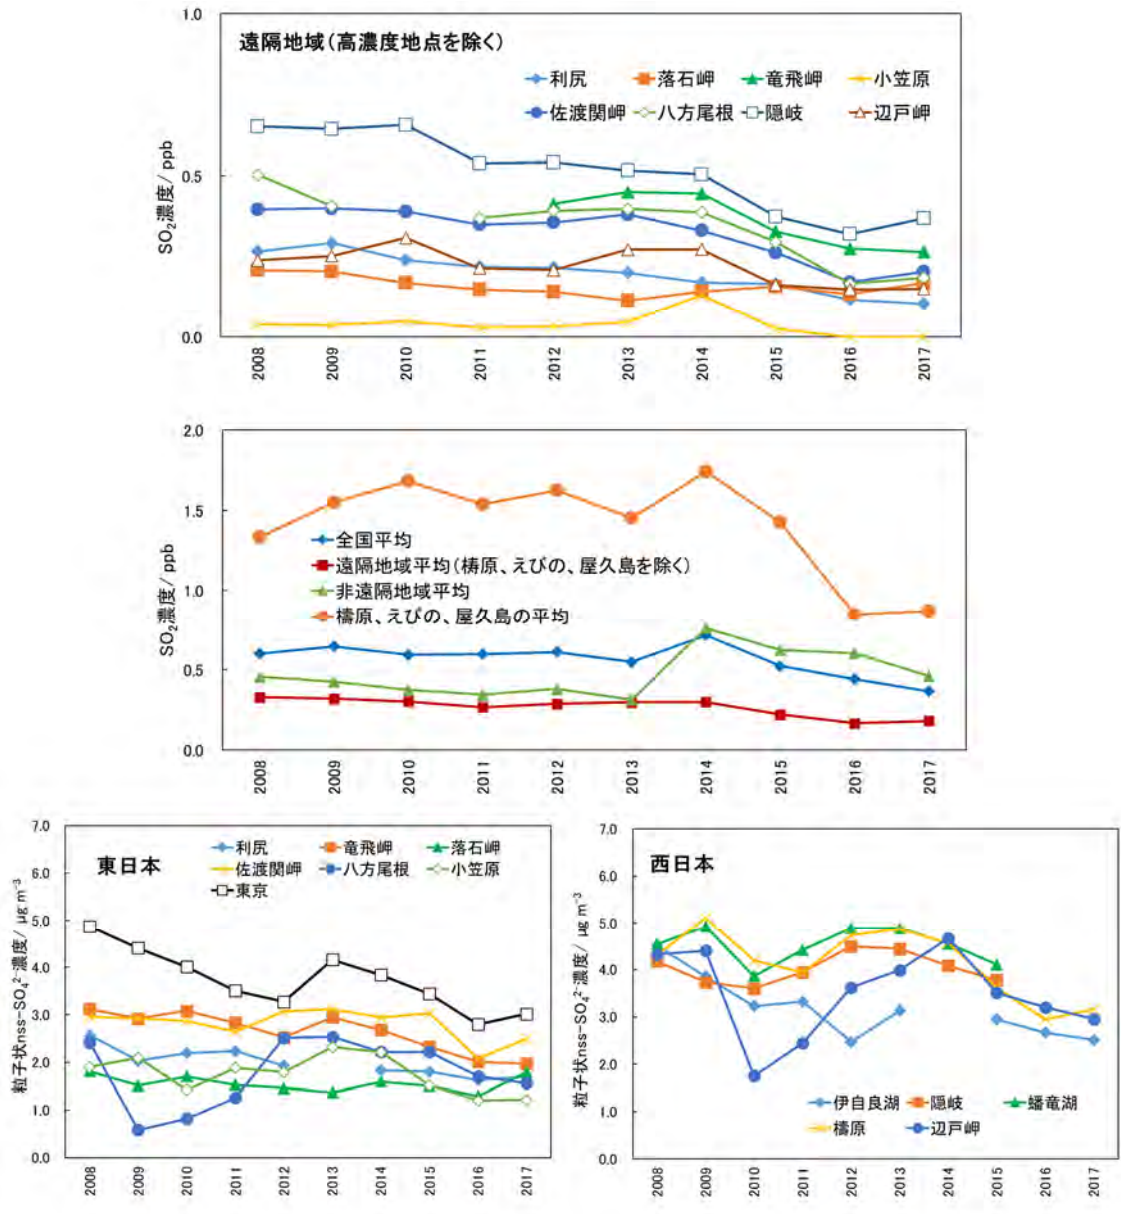 遠隔地域(高濃度地点を除く)
利尻 落石岬 竜飛岬 小笠原
佐渡関岬 八方尾根 隠岐 辺戸岬
SO₂濃度/ ppb
1.0
0.5
0.0
2008 2009 2010 2011 2012 2013 2014 2015 2016 2017
SO₂濃度/ ppb
2.0
1.5
1.0
0.5
0.0
全国平均
遠隔地域平均(梼原、えびの、屋久島を除く)
非遠隔地域平均
檮原、えびの、屋久島の平均
2008 2009 2010 2011 2012 2013 2014 2015 2016 2017
東日本
利尻 竜飛岬 落石岬
佐渡関岬 八方尾根 小笠原
東京
粒子状nss-SO₄²⁻濃度/ μg m⁻³
7.0
6.0
5.0
4.0
3.0
2.0
1.0
0.0
2008 2009 2010 2011 2012 2013 2014 2015 2016 2017
西日本
粒子状nss-SO₄²⁻濃度/ μg m⁻³
7.0
6.0
5.0
4.0
3.0
2.0
1.0
0.0
伊自良湖 隠岐 蟠竜湖
檮原 辺戸岬
2008 2009 2010 2011 2012 2013 2014 2015 2016 2017